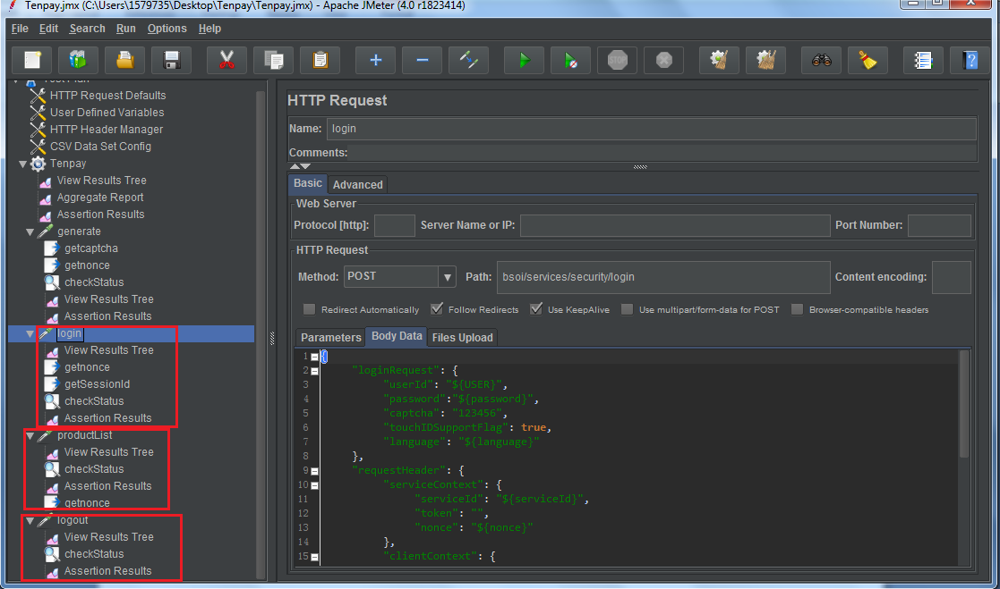 Tenpay.jmx (C:\Users\1579735\Desktop\Tenpay\Tenpay.jmx) - Apache JMeter (4.0 r1823414)
File Edit Search Run Options Help
STOP
Test Plan
HTTP Request Defaults
User Defined Variables
HTTP Header Manager
CSV Data Set Config
Tenpay
View Results Tree
Aggregate Report
Assertion Results
generate
getcaptcha
getnonce
checkStatus
View Results Tree
Assertion Results
login
View Results Tree
getnonce
getSessionId
checkStatus
Assertion Results
productList
View Results Tree
checkStatus
Assertion Results
getnonce
logout
View Results Tree
checkStatus
Assertion Results
HTTP Request
Name: login
Comments:
Basic Advanced
Web Server
Protocol [http]: Server Name or IP: Port Number:
HTTP Request
Method: POST Path: bsoi/services/security/login Content encoding:
Redirect Automatically Follow Redirects Use KeepAlive Use multipart/form-data for POST Browser-compatible headers
Parameters Body Data Files Upload
1 {
2 "loginRequest": {
3 "userId": "${USER}",
4 "password":"${password}",
5 "captcha": "123456",
6 "touchIDSupportFlag": true,
7 "language": "${language}"
8 },
9 "requestHeader": {
10 "serviceContext": {
11 "serviceId": "${serviceId}",
12 "token": "",
13 "nonce": "${nonce}"
14 },
15 "clientContext": {